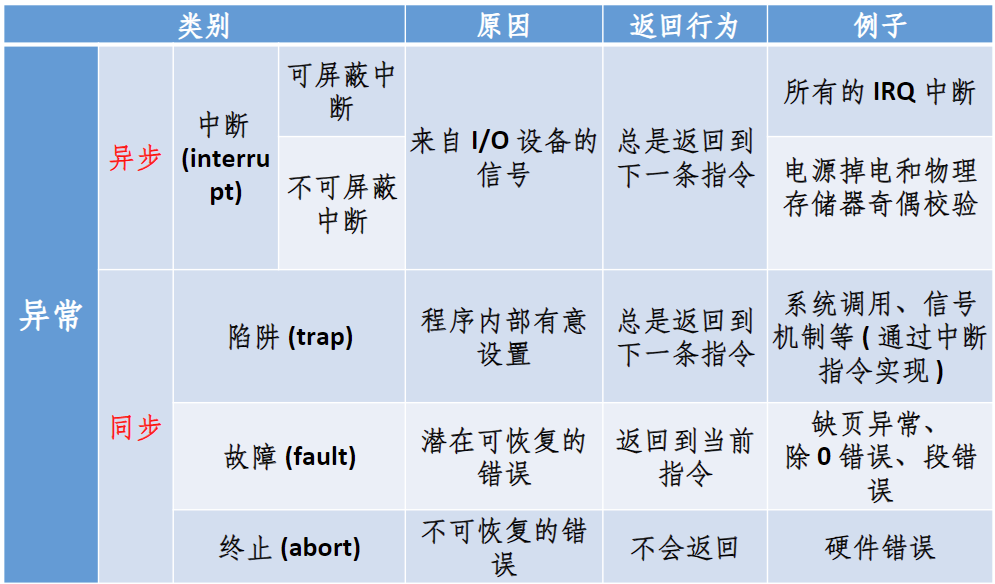 类别
原因
返回行为
例子
异常
异步
中断
(interru
pt)
可屏蔽中
断
来自 I/O 设备的
信号
总是返回到
下一条指令
所有的 IRQ 中断
不可屏蔽
中断
电源掉电和物理
存储器奇偶校验
同步
陷阱 (trap)
程序内部有意
设置
总是返回到
下一条指令
系统调用、信号
机制等 ( 通过中断
指令实现 )
故障 (fault)
潜在可恢复的
错误
返回到当前
指令
缺页异常、
除 0 错误、段错
误
终止 (abort)
不可恢复的错
误
不会返回
硬件错误